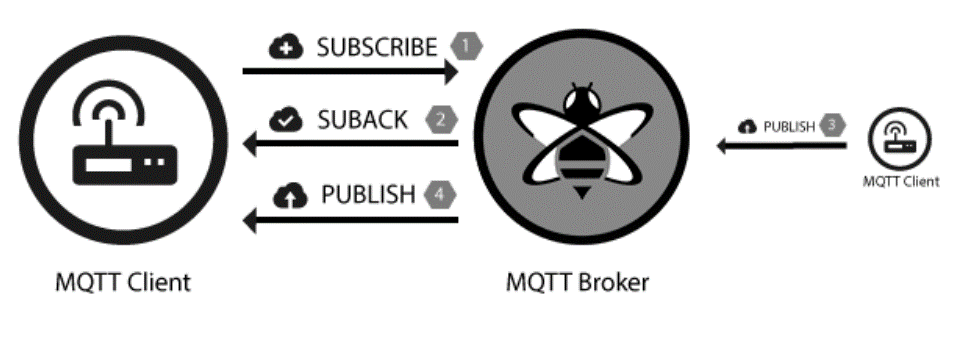 SUBSCRIBE 1
SUBACK 2
PUBLISH 4
PUBLISH 3
MQTT Client
MQTT Client
MQTT Broker